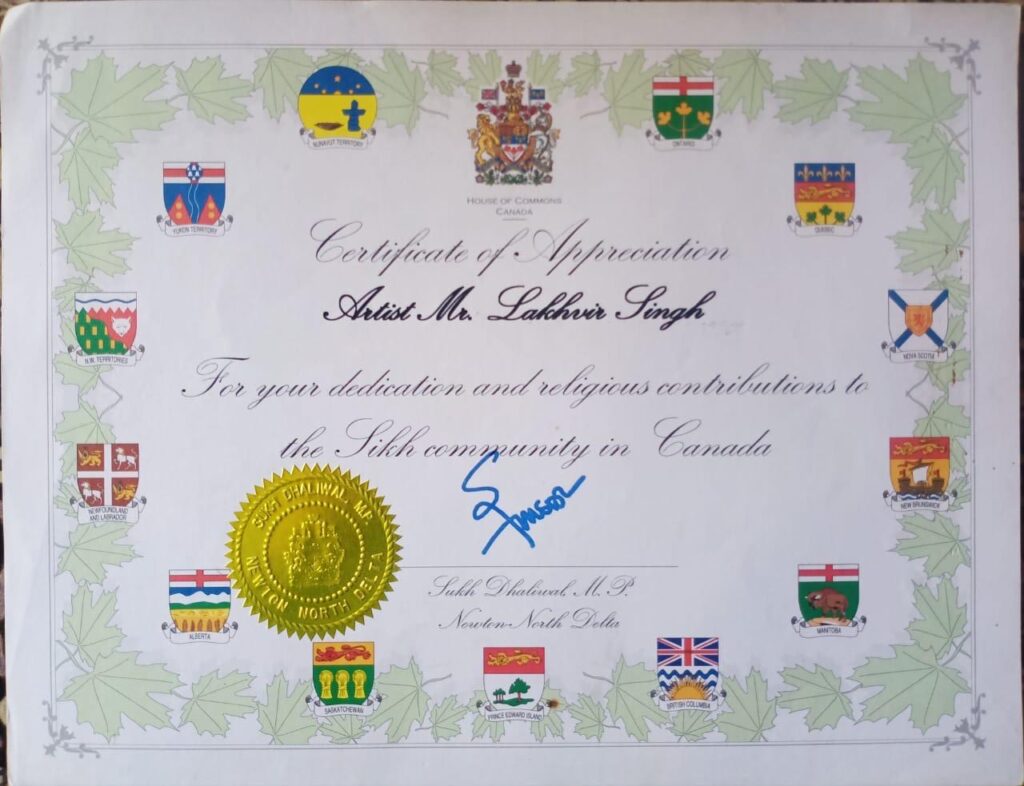 NUNAVUT TERRITORY
ONTARIO
YUKON TERRITORY
QUEBEC
HOUSE OF COMMONS
CANADA
Certificate of Appreciation
Artist Mr. Lakhvir Singh
N.W. TERRITORIES
NOVA SCOTIA
For your dedication and religious contributions to
the Sikh community in Canada
NEWFOUNDLAND
AND LABRADOR
NEW BRUNSWICK
SUKH DHALIWAL M.P.
NEWTON NORTH DELTA
Sukh Dhaliwal, M. P.
Newton-North Delta
ALBERTA
MANITOBA
SASKATCHEWAN
PRINCE EDWARD ISLAND
BRITISH COLUMBIA